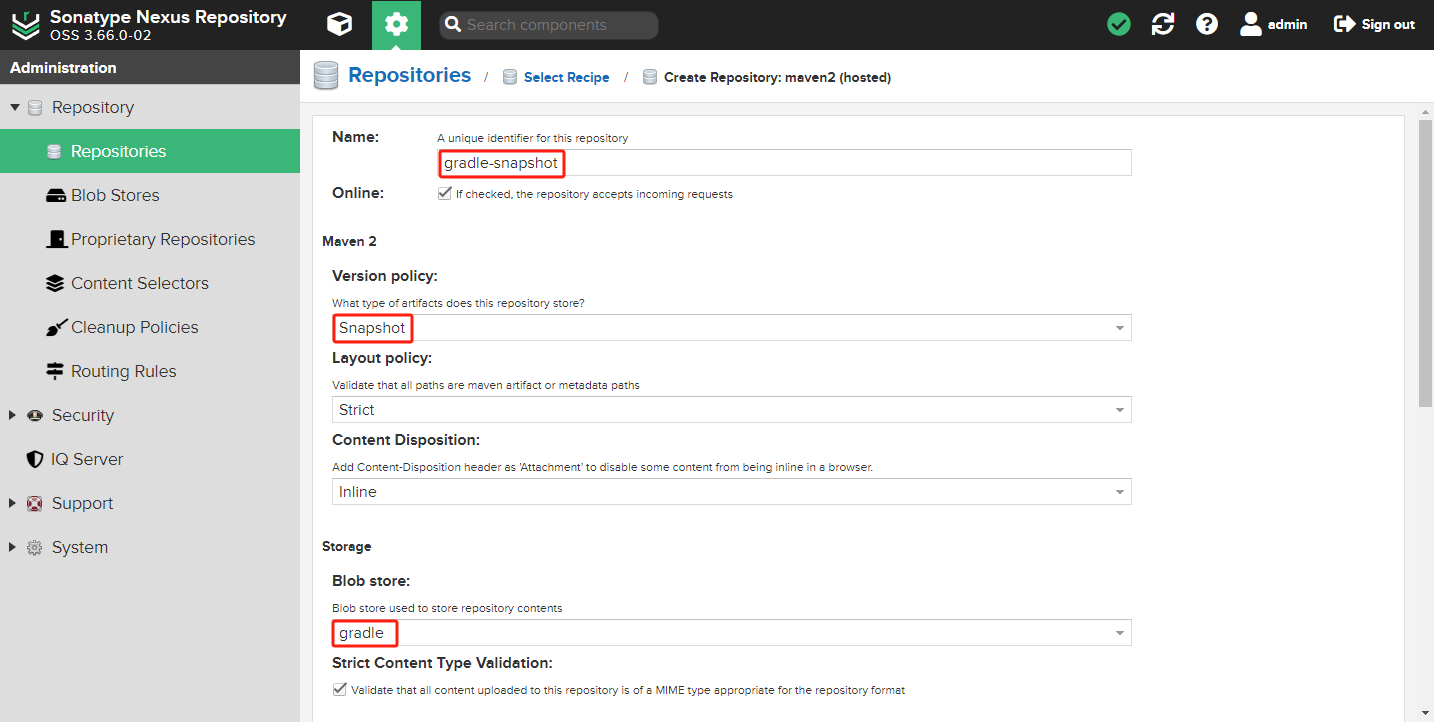 Sonatype Nexus Repository
OSS 3.66.0-02
Search components
admin
Sign out
Administration
Repository
Repositories
Blob Stores
Proprietary Repositories
Content Selectors
Cleanup Policies
Routing Rules
Security
IQ Server
Support
System
Repositories / Select Recipe / Create Repository: maven2 (hosted)
Name: A unique identifier for this repository
gradle-snapshot
Online: If checked, the repository accepts incoming requests
Maven 2
Version policy:
What type of artifacts does this repository store?
Snapshot
Layout policy:
Validate that all paths are maven artifact or metadata paths
Strict
Content Disposition:
Add Content-Disposition header as 'Attachment' to disable some content from being inline in a browser.
Inline
Storage
Blob store:
Blob store used to store repository contents
gradle
Strict Content Type Validation:
Validate that all content uploaded to this repository is of a MIME type appropriate for the repository format